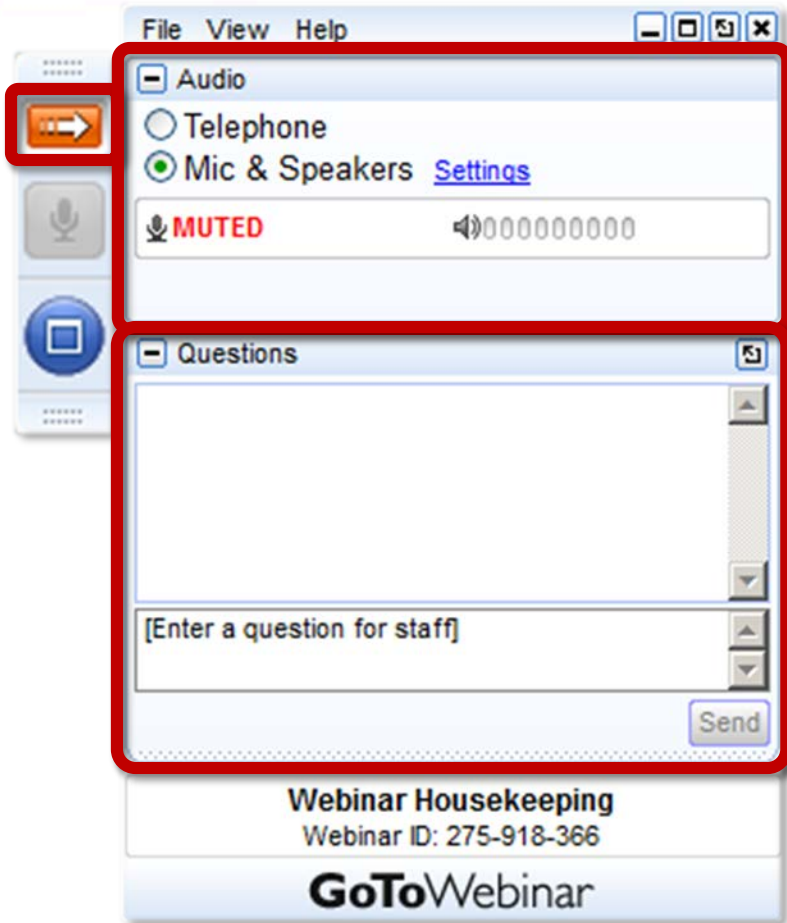 File View Help
Audio
Telephone
Mic & Speakers Settings
MUTED
Questions
[Enter a question for staff]
Send
Webinar Housekeeping
Webinar ID: 275-918-366
GoToWebinar